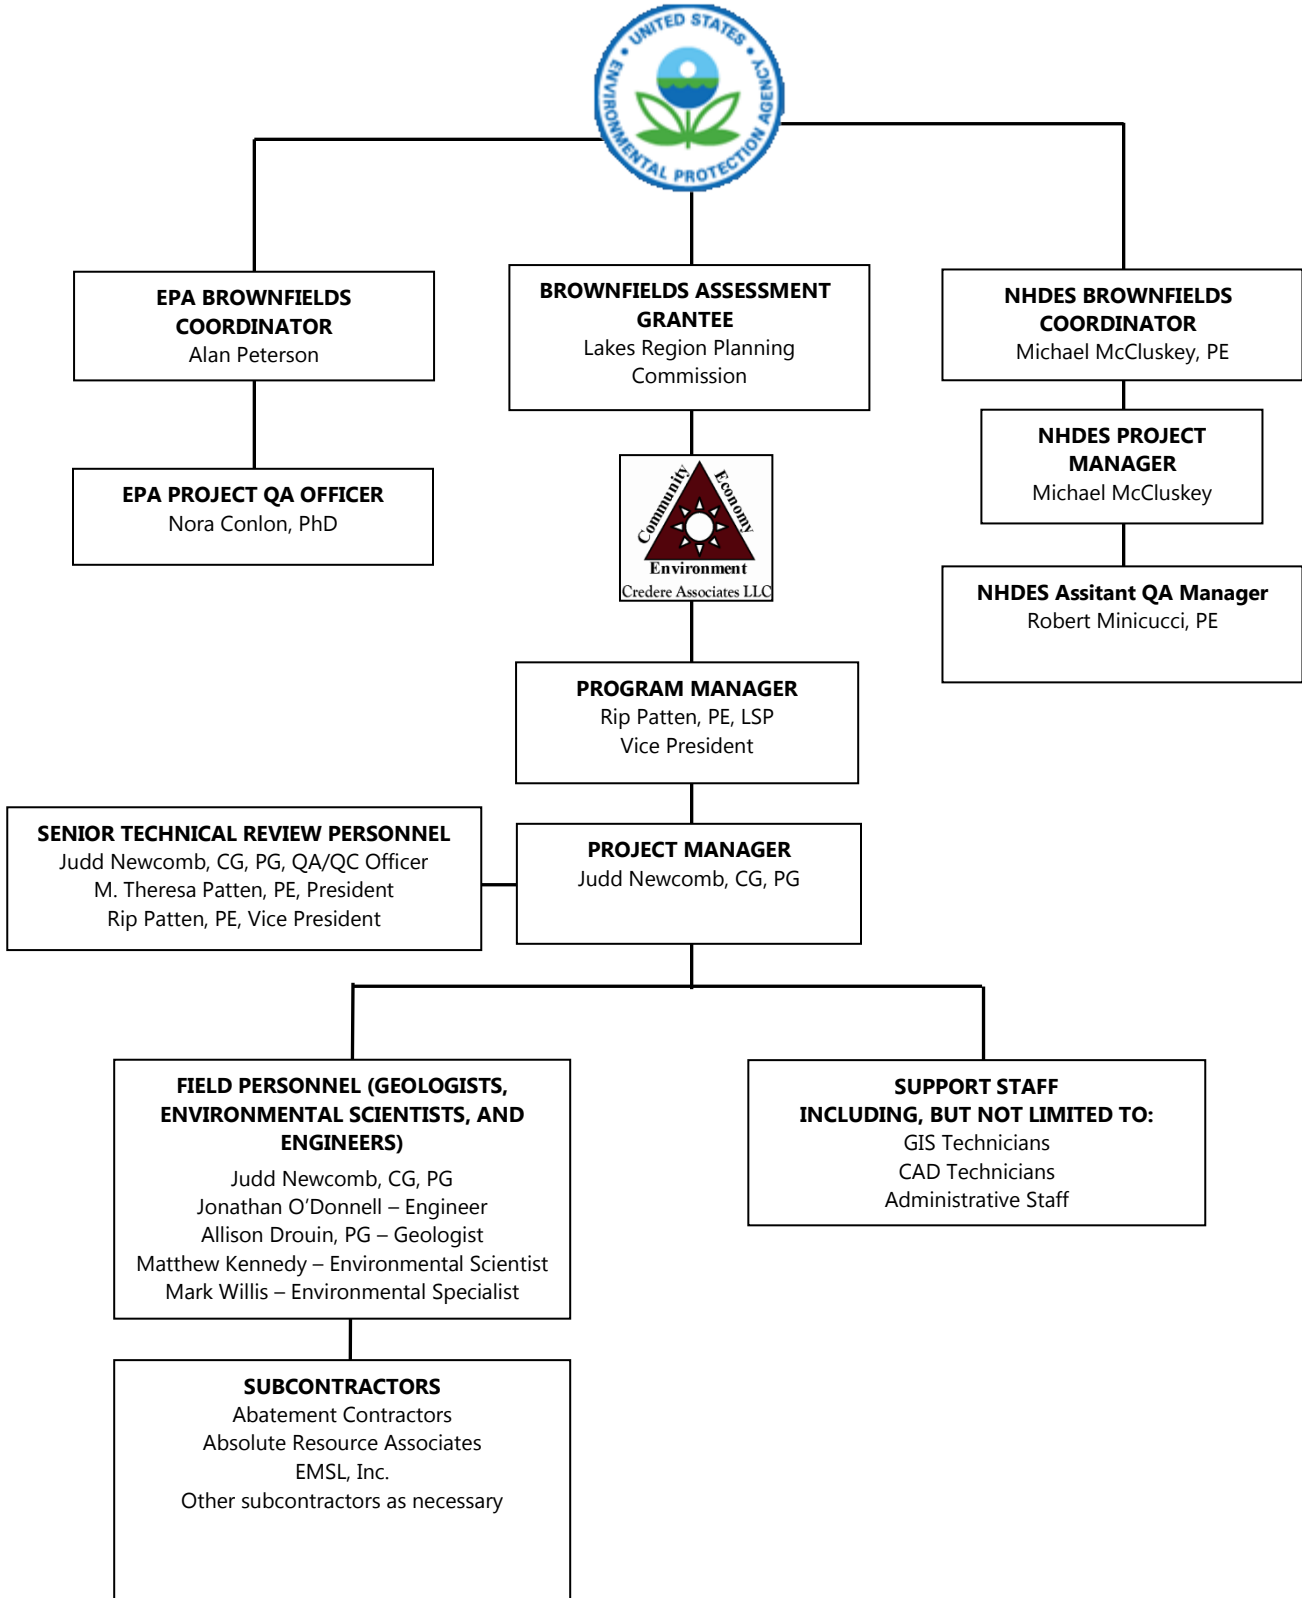 UNITED STATES
ENVIRONMENTAL PROTECTION AGENCY
EPA BROWNFIELDS
COORDINATOR
Alan Peterson
BROWNFIELDS ASSESSMENT
GRANTEE
Lakes Region Planning
Commission
NHDES BROWNFIELDS
COORDINATOR
Michael McCluskey, PE
EPA PROJECT QA OFFICER
Nora Conlon, PhD
Community
Economy
Environment
Credere Associates LLC
NHDES PROJECT
MANAGER
Michael McCluskey
NHDES Assitant QA Manager
Robert Minicucci, PE
PROGRAM MANAGER
Rip Patten, PE, LSP
Vice President
SENIOR TECHNICAL REVIEW PERSONNEL
Judd Newcomb, CG, PG, QA/QC Officer
M. Theresa Patten, PE, President
Rip Patten, PE, Vice President
PROJECT MANAGER
Judd Newcomb, CG, PG
FIELD PERSONNEL (GEOLOGISTS,
ENVIRONMENTAL SCIENTISTS, AND
ENGINEERS)
Judd Newcomb, CG, PG
Jonathan O’Donnell – Engineer
Allison Drouin, PG – Geologist
Matthew Kennedy – Environmental Scientist
Mark Willis – Environmental Specialist
SUPPORT STAFF
INCLUDING, BUT NOT LIMITED TO:
GIS Technicians
CAD Technicians
Administrative Staff
SUBCONTRACTORS
Abatement Contractors
Absolute Resource Associates
EMSL, Inc.
Other subcontractors as necessary